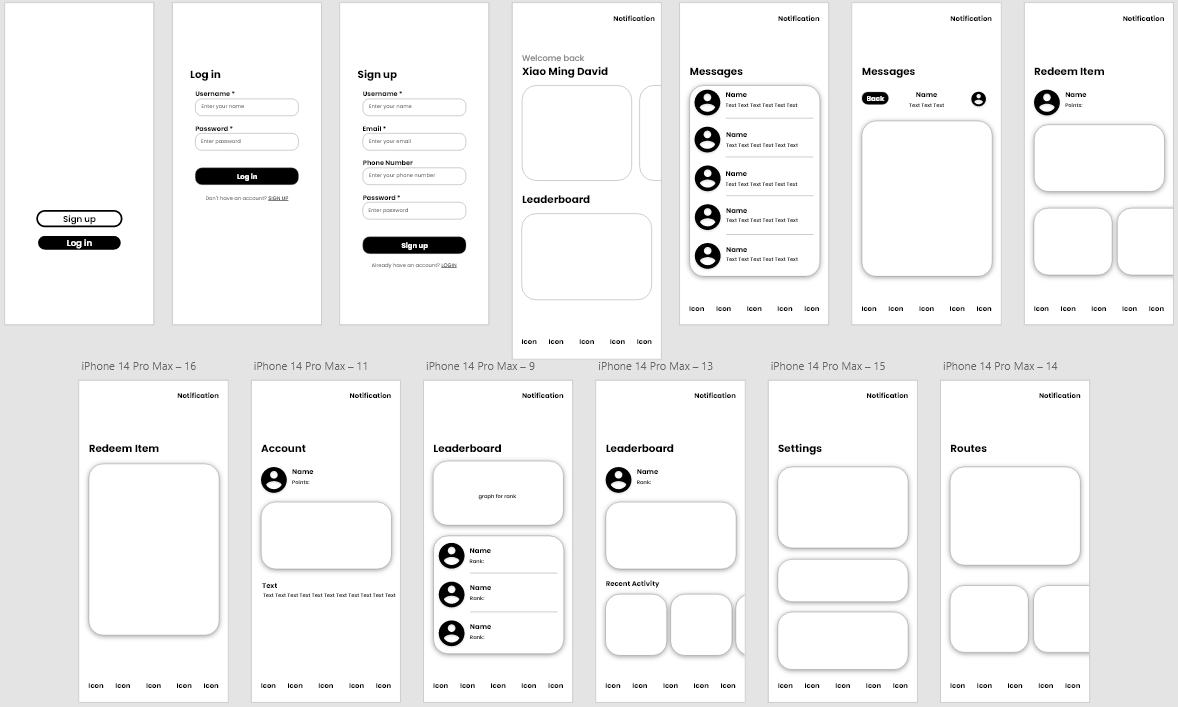 Sign up
Log in
Log in
Username *
Enter your name
Password *
Enter password
Log in
Don't have an account? SIGN UP
Sign up
Username *
Enter your name
Email *
Enter your email
Phone Number
Enter your phone number
Password *
Enter password
Sign up
Already have an account? LOGIN
Notification
Welcome back
Xiao Ming David
Leaderboard
Icon Icon Icon Icon Icon
Notification
Messages
Name
Text Text Text Text Text Text
Name
Text Text Text Text Text Text
Name
Text Text Text Text Text Text
Name
Text Text Text Text Text Text
Name
Text Text Text Text Text Text
Icon Icon Icon Icon Icon
Notification
Messages
Back
Name
Text Text Text
Icon Icon Icon Icon Icon
Notification
Redeem Item
Name
Points:
Icon Icon Icon Icon Icon
iPhone 14 Pro Max – 16
Notification
Redeem Item
Icon Icon Icon Icon Icon
iPhone 14 Pro Max – 11
Notification
Account
Name
Points:
Text
Text Text Text Text Text Text Text Text Text Text Text
Icon Icon Icon Icon Icon
iPhone 14 Pro Max – 9
Notification
Leaderboard
graph for rank
Name
Rank:
Name
Rank:
Name
Rank:
Icon Icon Icon Icon Icon
iPhone 14 Pro Max – 13
Notification
Leaderboard
Name
Rank:
Recent Activity
Icon Icon Icon Icon Icon
iPhone 14 Pro Max – 15
Notification
Settings
Icon Icon Icon Icon Icon
iPhone 14 Pro Max – 14
Notification
Routes
Icon Icon Icon Icon Icon